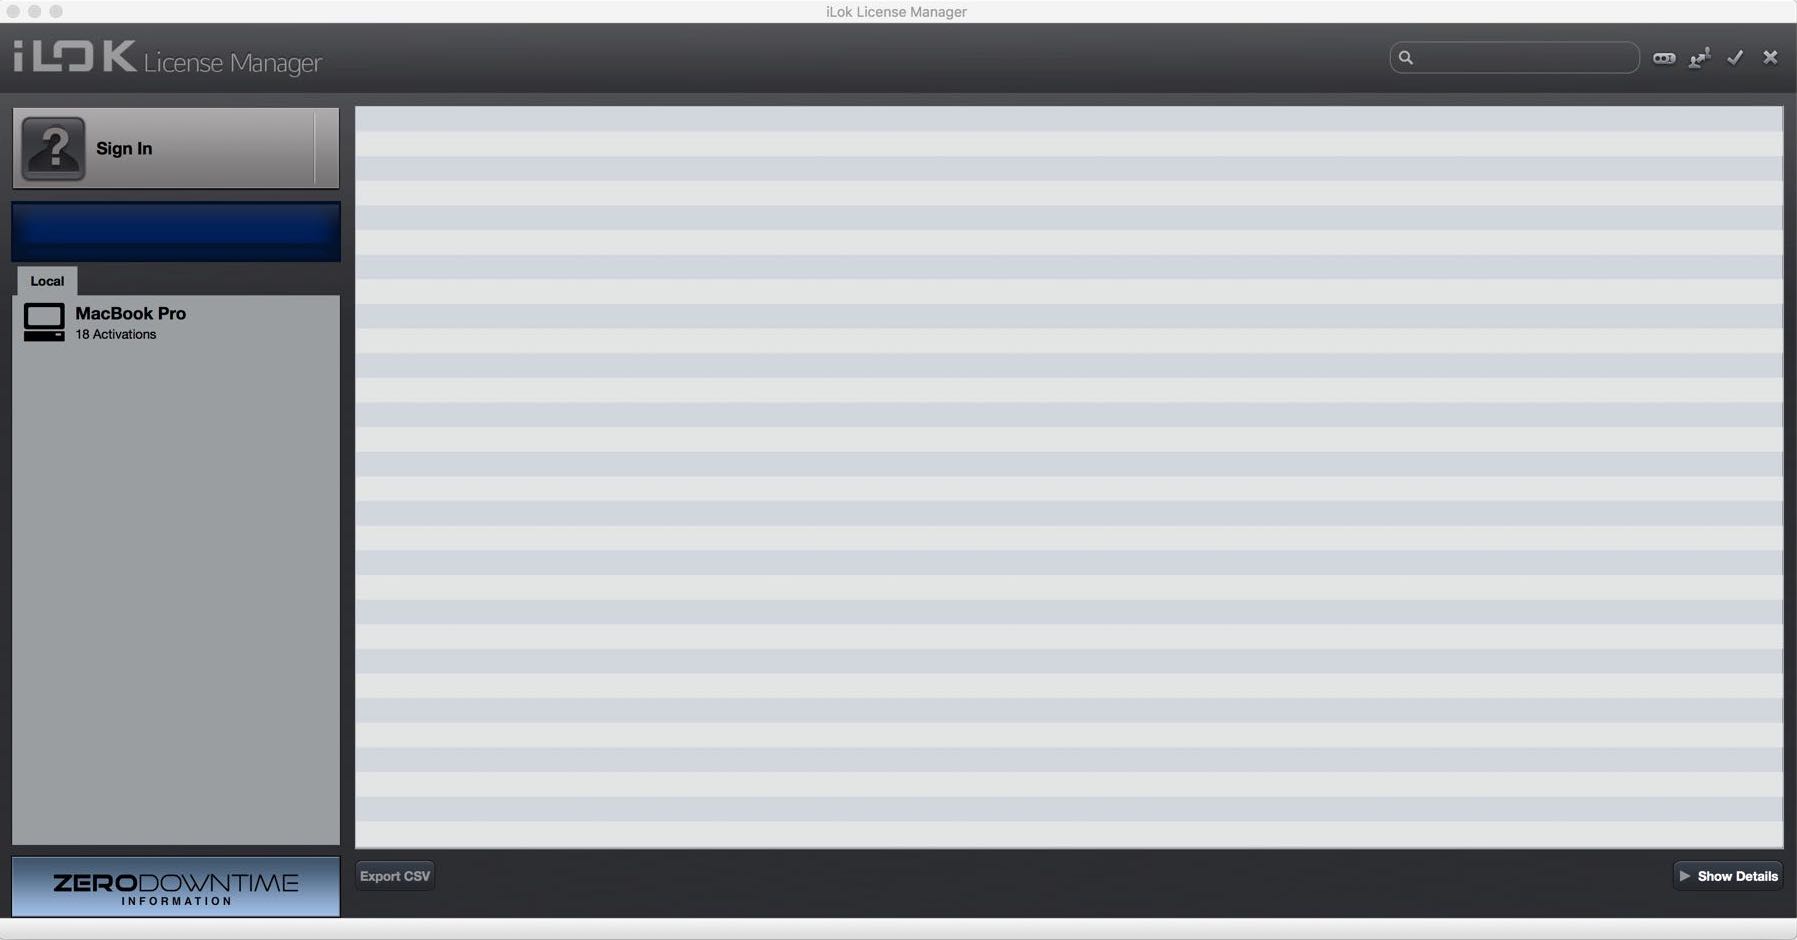 iLok License Manager
iLOK License Manager
Sign In
Local
MacBook Pro
18 Activations
ZERODOWNTIME
INFORMATION
Export CSV
Show Details